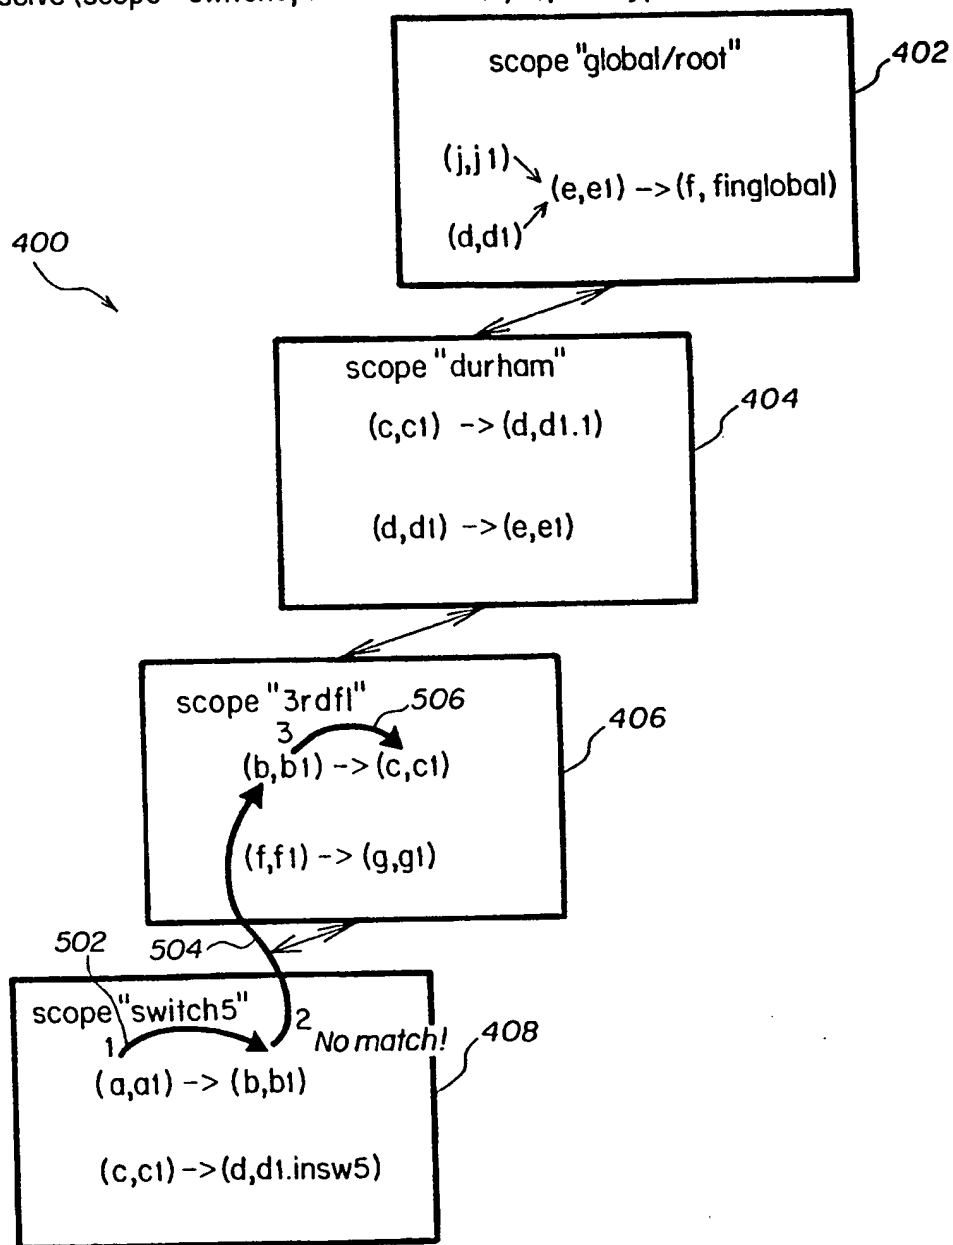 scope "global/root"
402
(j,j1)
(e,e1) -> (f, finglobal)
(d,d1)
400
scope "durham"
404
(c,c1) -> (d,d1.1)
(d,d1) -> (e,e1)
scope "3rdfl"
506
406
3
(b,b1) -> (c,c1)
(f,f1) -> (g,g1)
502
504
scope "switch5"
1
2
No match!
408
(a,a1) -> (b,b1)
(c,c1) -> (d,d1.insw5)